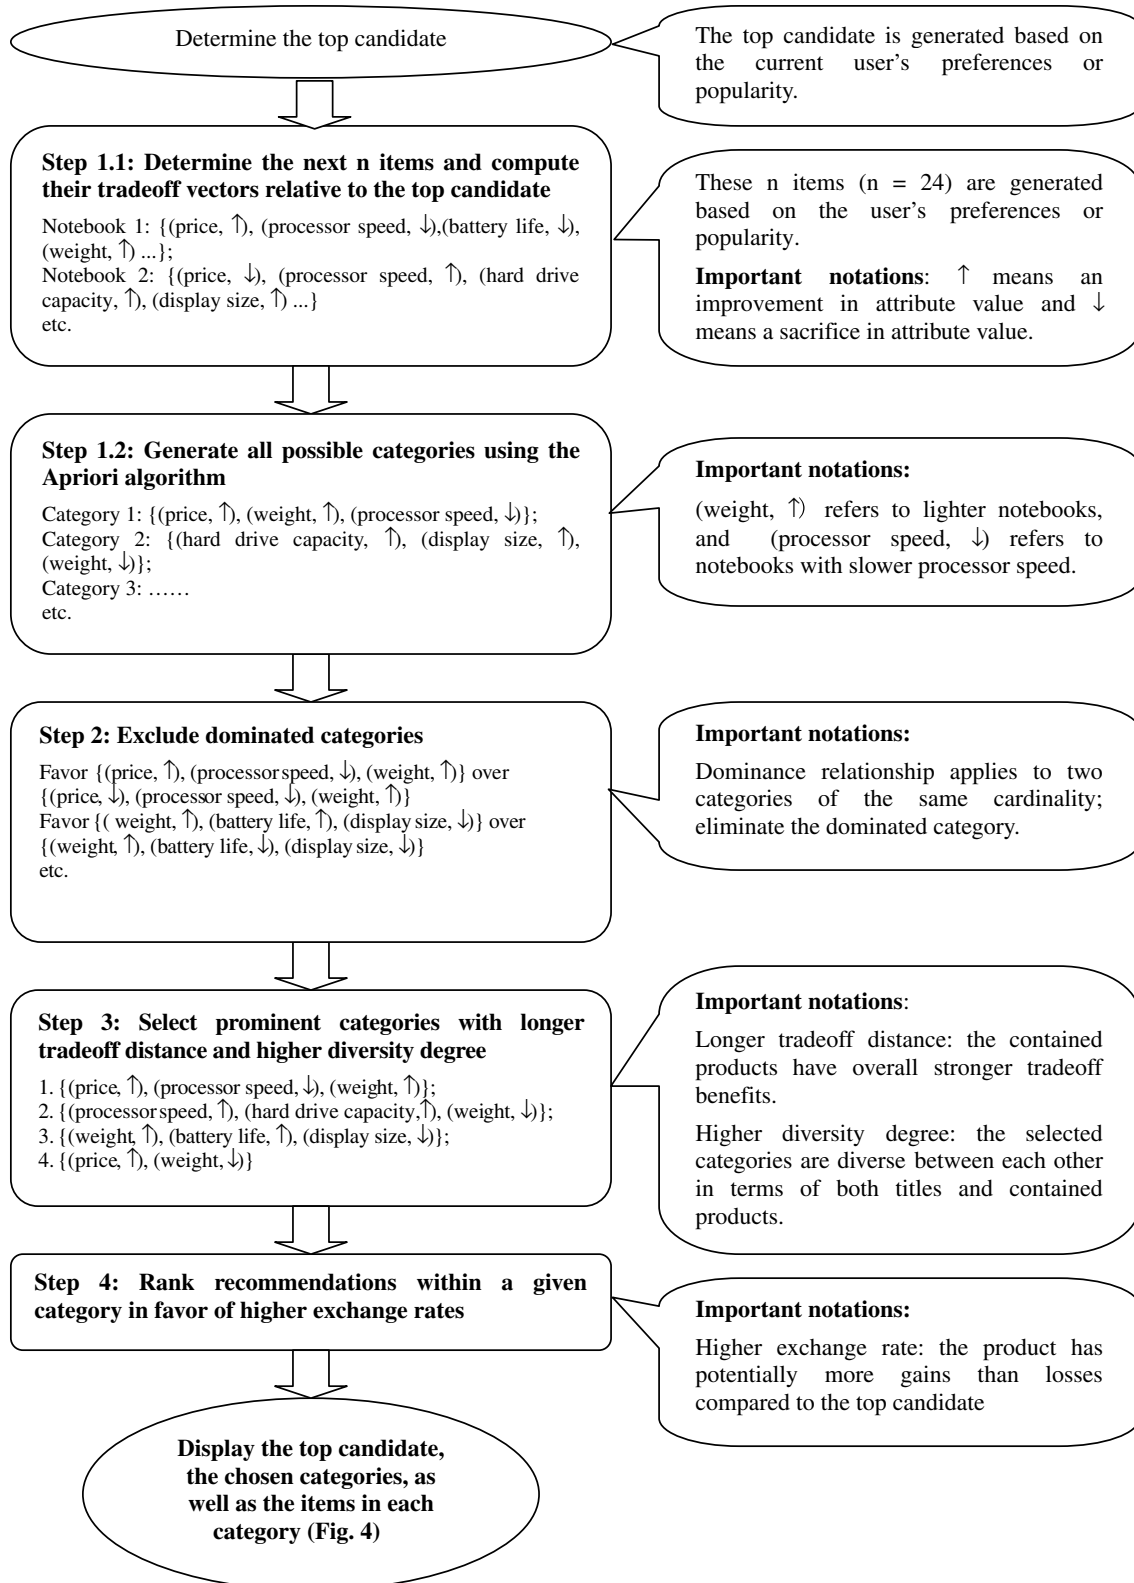 Determine the top candidate
The top candidate is generated based on
the current user's preferences or
popularity.
Step 1.1: Determine the next n items and compute
their tradeoff vectors relative to the top candidate
Notebook 1: {(price, ↑), (processor speed, ↓),(battery life, ↓),
(weight, ↑) ...};
Notebook 2: {(price, ↓), (processor speed, ↑), (hard drive
capacity, ↑), (display size, ↑) ...}
etc.
These n items (n = 24) are generated
based on the user's preferences or
popularity.
Important notations: ↑ means an
improvement in attribute value and ↓
means a sacrifice in attribute value.
Step 1.2: Generate all possible categories using the
Apriori algorithm
Category 1: {(price, ↑), (weight, ↑), (processor speed, ↓)};
Category 2: {(hard drive capacity, ↑), (display size, ↑),
(weight, ↓)};
Category 3: ……
etc.
Important notations:
(weight, ↑) refers to lighter notebooks,
and (processor speed, ↓) refers to
notebooks with slower processor speed.
Step 2: Exclude dominated categories
Favor {(price, ↑), (processor speed, ↓), (weight, ↑)} over
{(price, ↓), (processor speed, ↓), (weight, ↑)}
Favor {( weight, ↑), (battery life, ↑), (display size, ↓)} over
{(weight, ↑), (battery life, ↓), (display size, ↓)}
etc.
Important notations:
Dominance relationship applies to two
categories of the same cardinality;
eliminate the dominated category.
Step 3: Select prominent categories with longer
tradeoff distance and higher diversity degree
1. {(price, ↑), (processor speed, ↓), (weight, ↑)};
2. {(processor speed, ↑), (hard drive capacity, ↑), (weight, ↓)};
3. {(weight, ↑), (battery life, ↑), (display size, ↓)};
4. {(price, ↑), (weight, ↓)}
Important notations:
Longer tradeoff distance: the contained
products have overall stronger tradeoff
benefits.
Higher diversity degree: the selected
categories are diverse between each other
in terms of both titles and contained
products.
Step 4: Rank recommendations within a given
category in favor of higher exchange rates
Important notations:
Higher exchange rate: the product has
potentially more gains than losses
compared to the top candidate
Display the top candidate,
the chosen categories, as
well as the items in each
category (Fig. 4)